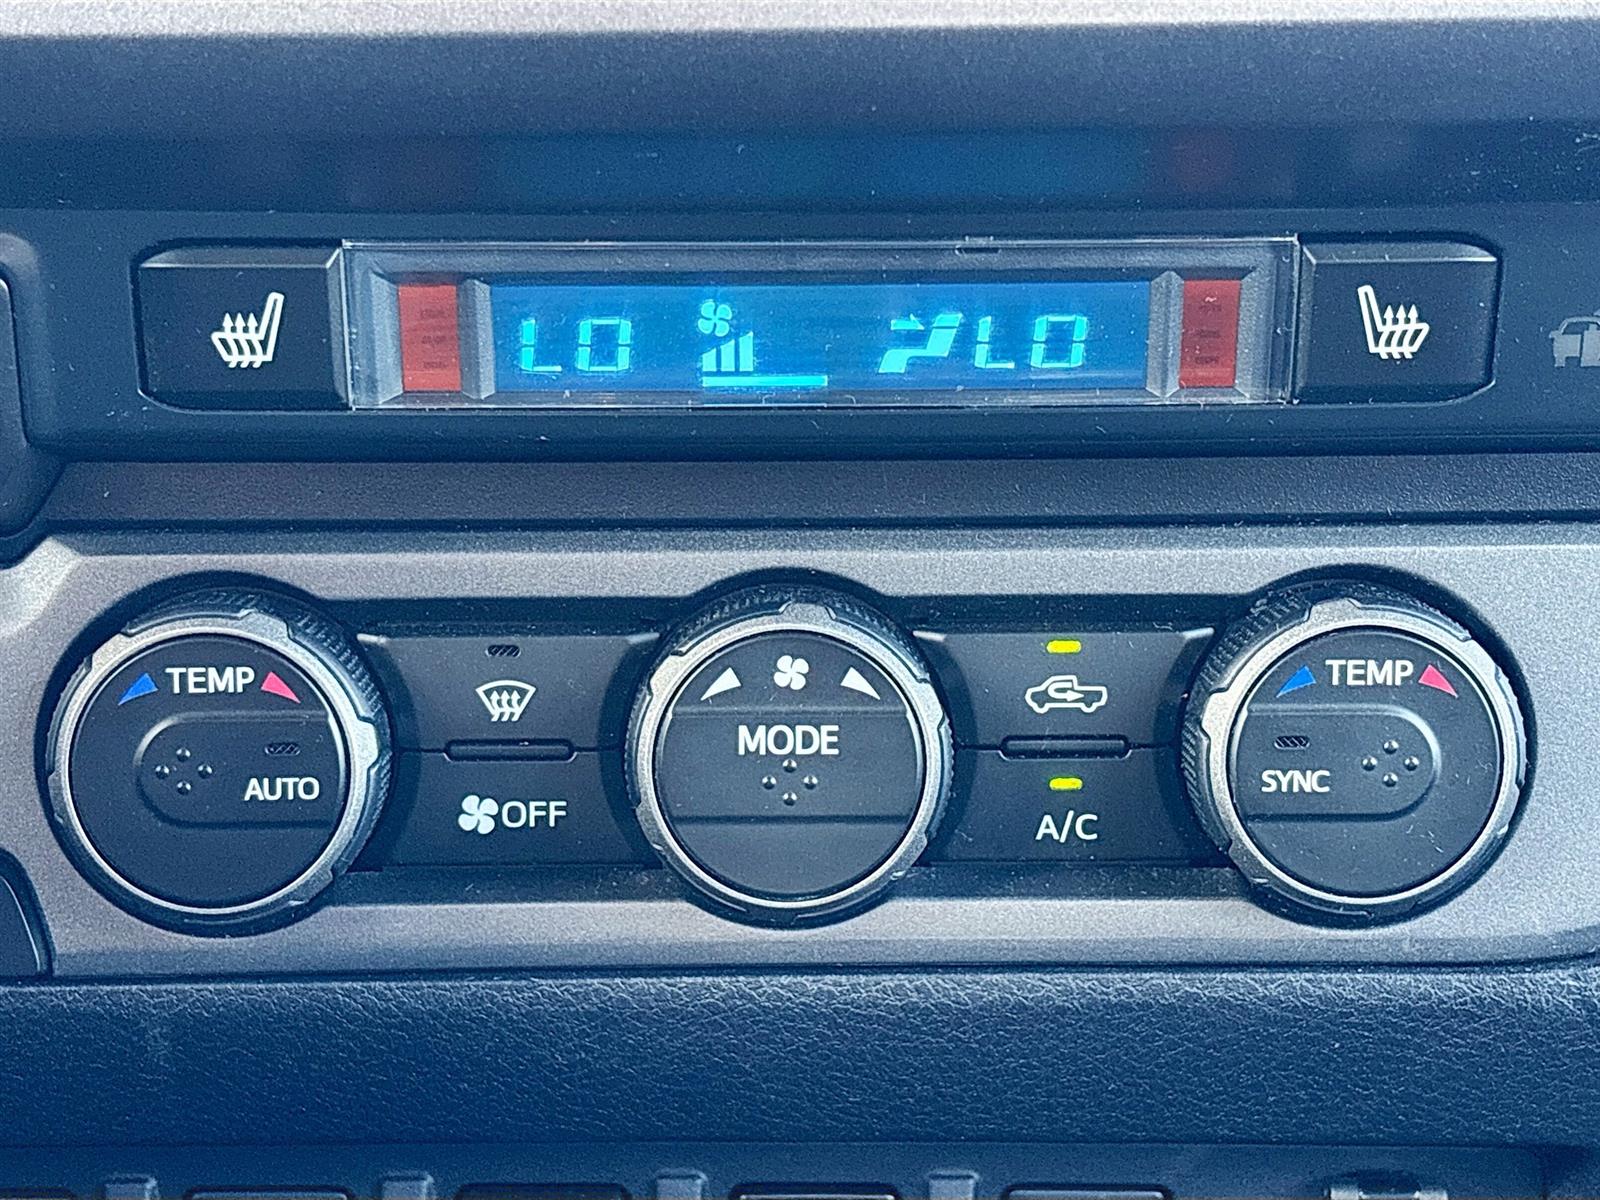 LO LO
TEMP
AUTO
OFF
MODE
A/C
TEMP
SYNC